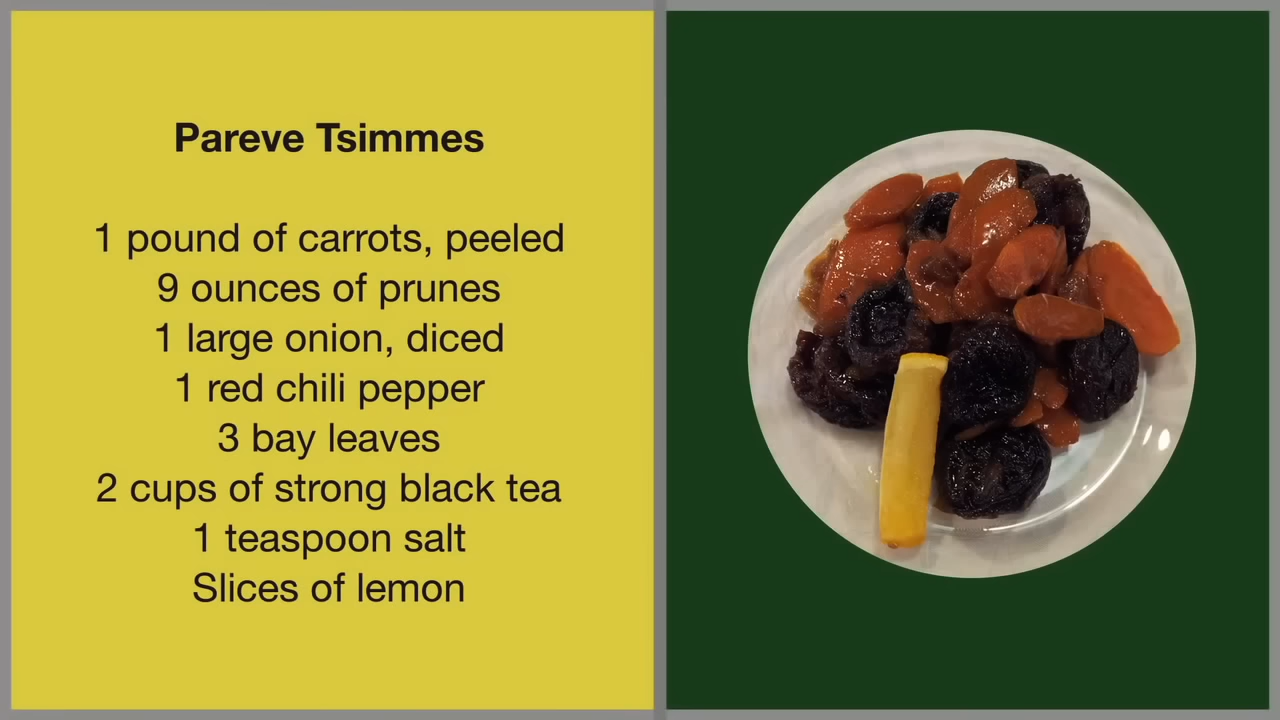 Pareve Tsimmes
1 pound of carrots, peeled
9 ounces of prunes
1 large onion, diced
1 red chili pepper
3 bay leaves
2 cups of strong black tea
1 teaspoon salt
Slices of lemon